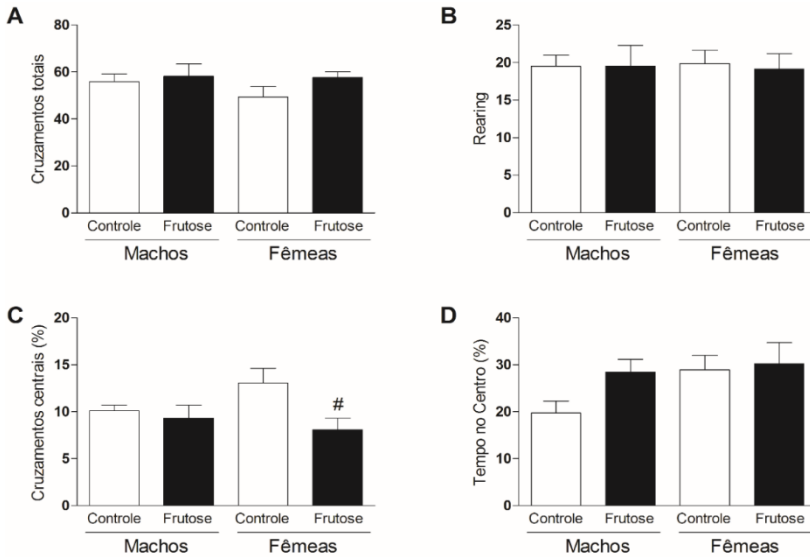 A
Cruzamentos totais
80
60
40
20
0
Controle Frutose Controle Frutose
Machos Fêmeas
B
Rearing
25
20
15
10
5
0
Controle Frutose Controle Frutose
Machos Fêmeas
C
Cruzamentos centrais (%)
20
15
10
5
0
#
Controle Frutose Controle Frutose
Machos Fêmeas
D
Tempo no Centro (%)
40
30
20
10
0
Controle Frutose Controle Frutose
Machos Fêmeas